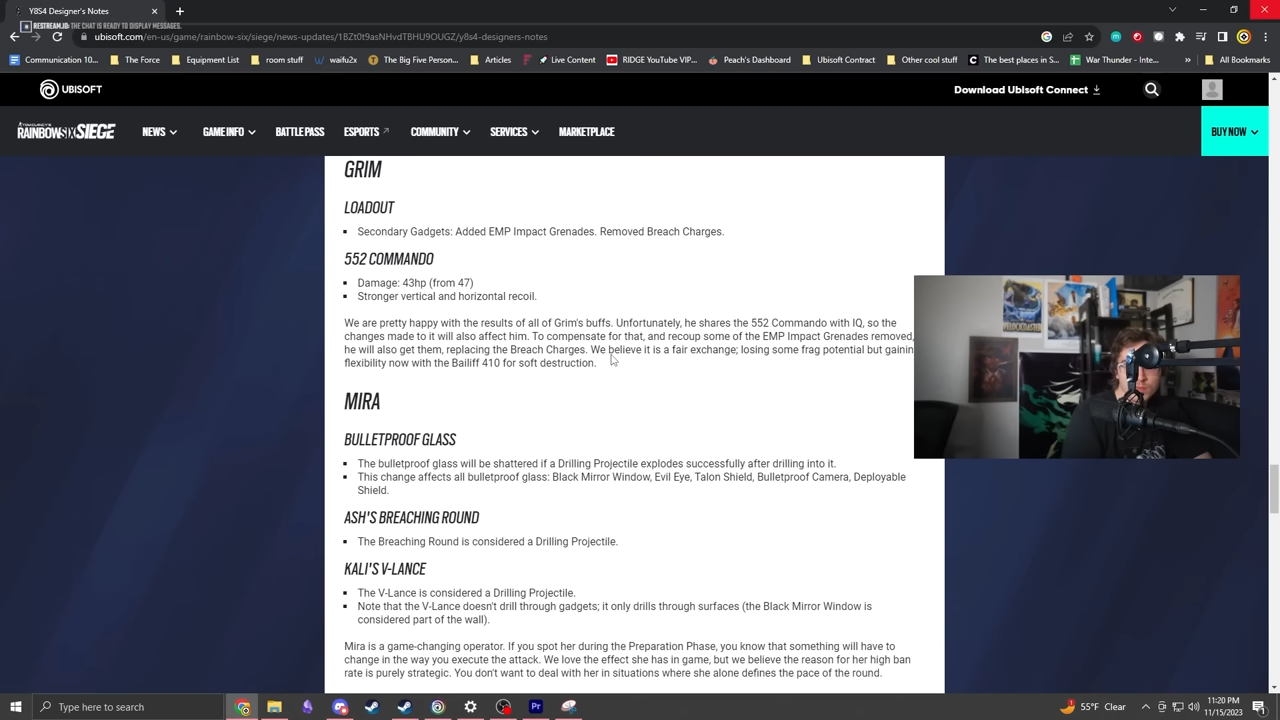 Y8S4 Designer's Notes
RESTREAM.IO: THE CHAT IS READY TO DISPLAY MESSAGES.
ubisoft.com/en-us/game/rainbow-six/siege/news-updates/1BZt0t9asNHvdTBHU9OUGZ/y8s4-designers-notes
Communication 10... The Force Equipment List room stuff waifu2x The Big Five Person... Articles Live Content RIDGE YouTube VIP... Peach's Dashboard Ubisoft Contract Other cool stuff The best places in S... War Thunder - Inte... All Bookmarks
UBISOFT Download Ubisoft Connect
RAINBOWSIX SIEGE NEWS GAME INFO BATTLE PASS ESPORTS COMMUNITY SERVICES MARKETPLACE BUY NOW
GRIM
LOADOUT
Secondary Gadgets: Added EMP Impact Grenades. Removed Breach Charges.
552 COMMANDO
Damage: 43hp (from 47)
Stronger vertical and horizontal recoil.
We are pretty happy with the results of all of Grim's buffs. Unfortunately, he shares the 552 Commando with IQ, so the
changes made to it will also affect him. To compensate for that, and recoup some of the EMP Impact Grenades removed,
he will also get them, replacing the Breach Charges. We believe it is a fair exchange; losing some frag potential but gainin
flexibility now with the Bailiff 410 for soft destruction.
MIRA
BULLETPROOF GLASS
The bulletproof glass will be shattered if a Drilling Projectile explodes successfully after drilling into it.
This change affects all bulletproof glass: Black Mirror Window, Evil Eye, Talon Shield, Bulletproof Camera, Deployable
Shield.
ASH'S BREACHING ROUND
The Breaching Round is considered a Drilling Projectile.
KALI'S V-LANCE
The V-Lance is considered a Drilling Projectile.
Note that the V-Lance doesn't drill through gadgets; it only drills through surfaces (the Black Mirror Window is
considered part of the wall).
Mira is a game-changing operator. If you spot her during the Preparation Phase, you know that something will have to
change in the way you execute the attack. We love the effect she has in game, but we believe the reason for her high ban
rate is purely strategic. You don't want to deal with her in situations where she alone defines the pace of the round.
Type here to search
55°F Clear
11:20 PM
11/15/2023